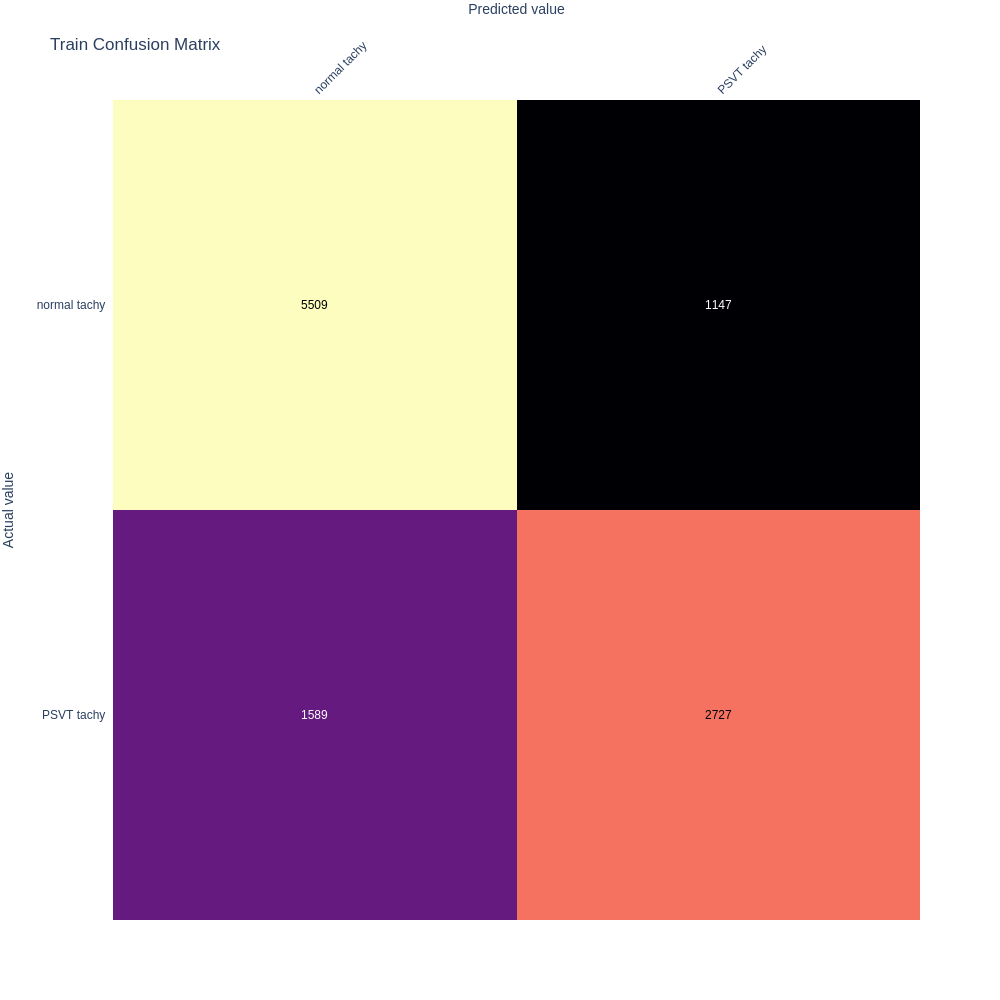 Predicted value
Train Confusion Matrix
normal tachy
PSVT tachy
normal tachy
5509
1147
Actual value
PSVT tachy
1589
2727